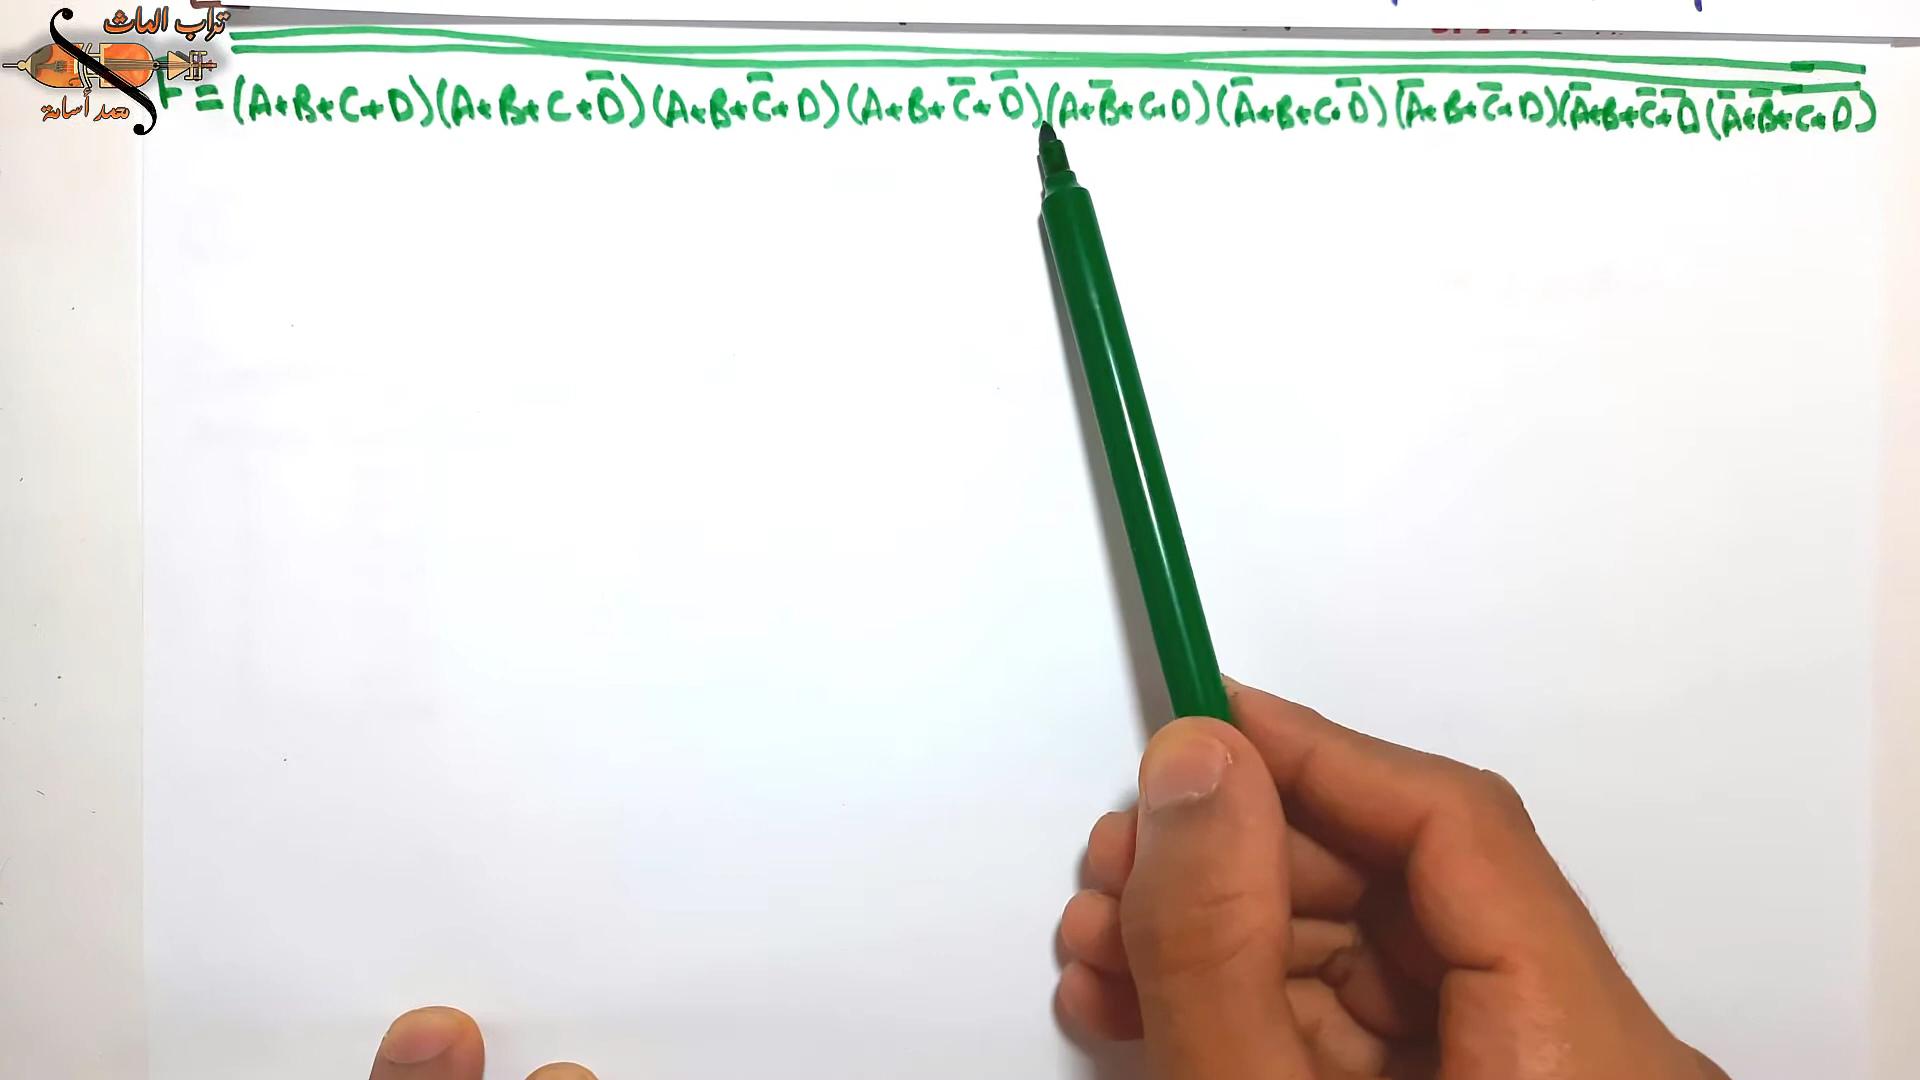 تراب الماث
محمد أسامة
F = (A+B+C+D)(A+B+C+D̅)(A+B+C̅+D)(A+B+C̅+D̅)(A+B̅+C+D)(A̅+B+C+D̅)(A̅+B+C̅+D)(A̅+B+C̅+D̅(A̅+B̅+C̅+D)